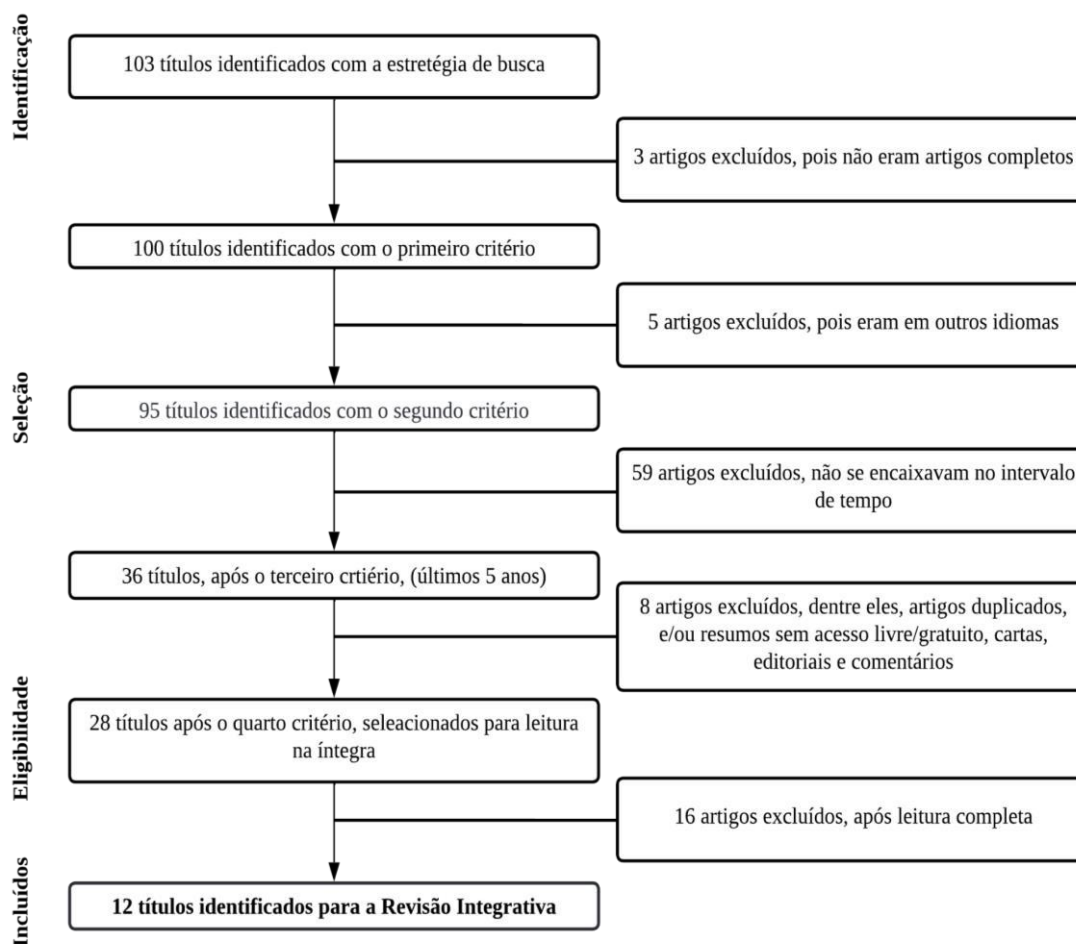 Identificação
103 títulos identificados com a estretégia de busca
3 artigos excluídos, pois não eram artigos completos
100 títulos identificados com o primeiro critério
5 artigos excluídos, pois eram em outros idiomas
Seleção
95 títulos identificados com o segundo critério
59 artigos excluídos, não se encaixavam no intervalo
de tempo
36 títulos, após o terceiro crtiério, (últimos 5 anos)
8 artigos excluídos, dentre eles, artigos duplicados,
e/ou resumos sem acesso livre/gratuito, cartas,
editoriais e comentários
Eligibilidade
28 títulos após o quarto critério, seleacionados para leitura
na íntegra
16 artigos excluídos, após leitura completa
Incluídos
12 títulos identificados para a Revisão Integrativa